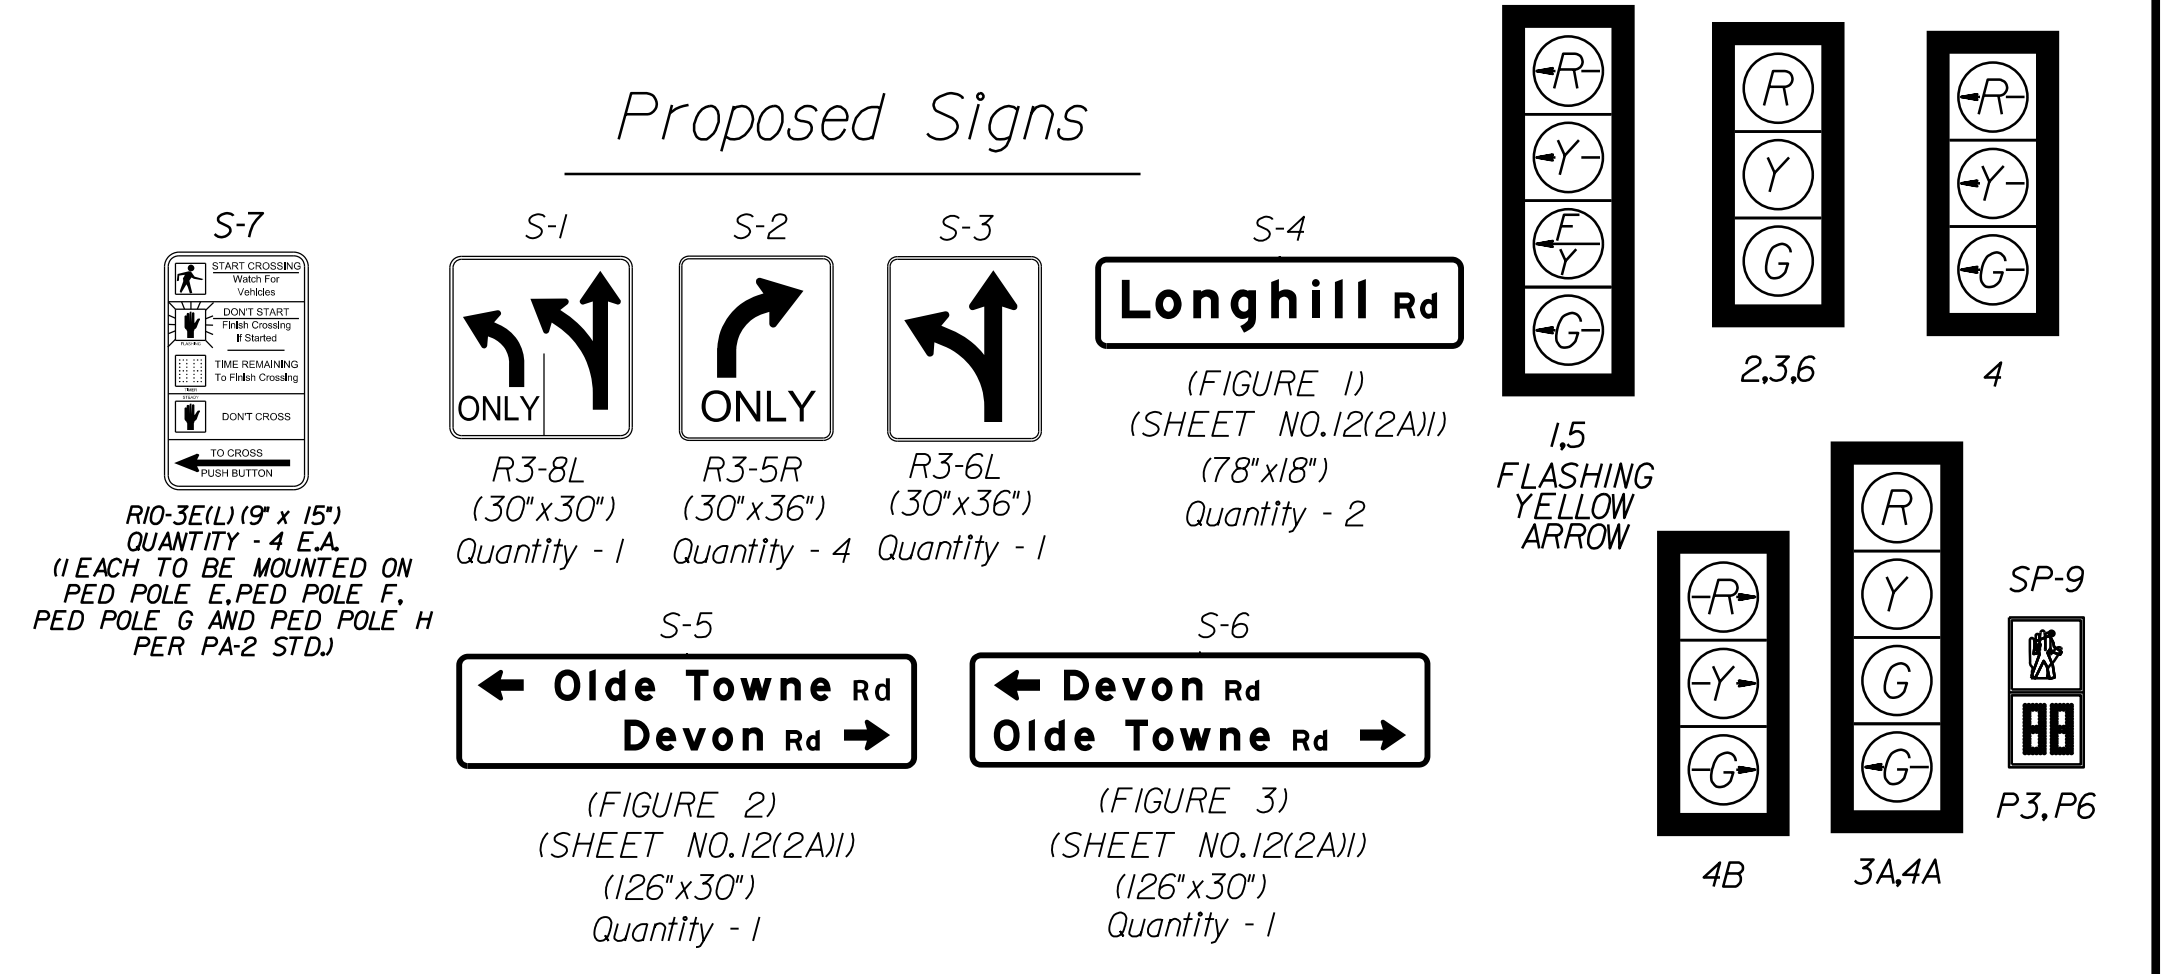 Proposed Signs
S-7
START CROSSING
Watch For
Vehicles
DON'T START
Finish Crossing
If Started
FLASHING
TIME REMAINING
To Finish Crossing
TIMER
STEADY
DON'T CROSS
TO CROSS
PUSH BUTTON
R10-3E(L) (9" x 15")
QUANTITY - 4 E.A.
(1 EACH TO BE MOUNTED ON
PED POLE E, PED POLE F,
PED POLE G AND PED POLE H
PER PA-2 STD.)
S-1
ONLY
R3-8L
(30"x30")
Quantity - 1
S-2
ONLY
R3-5R
(30"x36")
Quantity - 4
S-3
R3-6L
(30"x36")
Quantity - 1
S-4
Longhill Rd
(FIGURE 1)
(SHEET NO.12(2A)1)
(78"x18")
Quantity - 2
S-5
Olde Towne Rd
Devon Rd
(FIGURE 2)
(SHEET NO.12(2A)1)
(126"x30")
Quantity - 1
S-6
Devon Rd
Olde Towne Rd
(FIGURE 3)
(SHEET NO.12(2A)1)
(126"x30")
Quantity - 1
R
Y
F
Y
G
1,5
FLASHING
YELLOW
ARROW
R
Y
G
2,3,6
R
Y
G
4
R
Y
G
4B
R
Y
G
G
3A,4A
SP-9
88
P3, P6